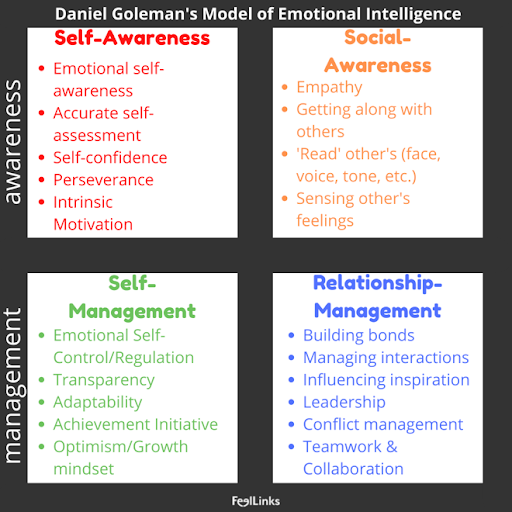 Daniel Goleman's Model of Emotional Intelligence
awareness
Self-Awareness
• Emotional self-
awareness
• Accurate self-
assessment
• Self-confidence
• Perseverance
• Intrinsic
Motivation
Social-
Awareness
• Empathy
• Getting along with
others
• 'Read' other's (face,
voice, tone, etc.)
• Sensing other's
feelings
management
Self-
Management
• Emotional Self-
Control/Regulation
• Transparency
• Adaptability
• Achievement Initiative
• Optimism/Growth
mindset
Relationship-
Management
• Building bonds
• Managing interactions
• Influencing inspiration
• Leadership
• Conflict management
• Teamwork &
Collaboration
FeelLinks